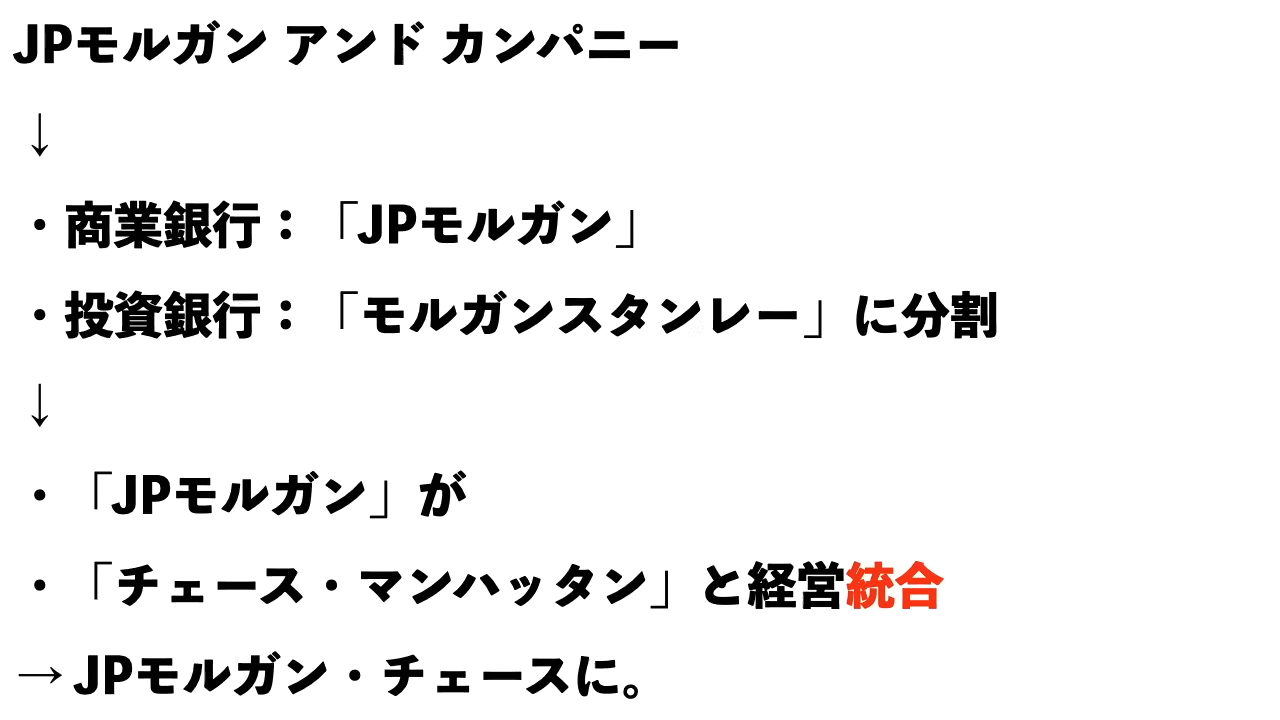 JPモルガン アンド カンパニー
↓
・商業銀行：「JPモルガン」
・投資銀行：「モルガンスタンレー」に分割
↓
・「JPモルガン」が
・「チェース・マンハッタン」と経営統合
→JPモルガン・チェースに。